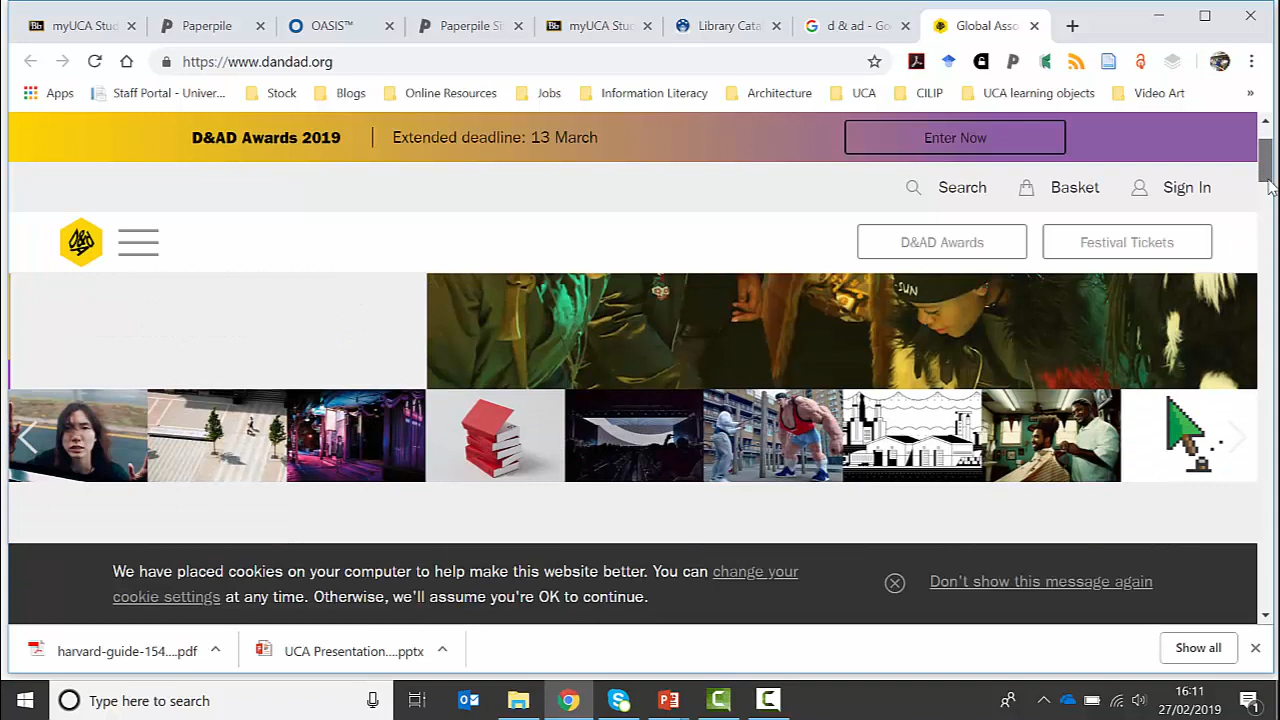 myUCA Stud
Paperpile
OASIS™
Paperpile Si
myUCA Stud
Library Cata
d & ad - Go
Global Asso
https://www.dandad.org
Apps
Staff Portal - Univer...
Stock
Blogs
Online Resources
Jobs
Information Literacy
Architecture
UCA
CILIP
UCA learning objects
Video Art
»
D&AD Awards 2019
Extended deadline: 13 March
Enter Now
Search
Basket
Sign In
D&AD
D&AD Awards
Festival Tickets
SUN
We have placed cookies on your computer to help make this website better. You can change your
cookie settings at any time. Otherwise, we'll assume you're OK to continue.
Don't show this message again
harvard-guide-154....pdf
UCA Presentation....pptx
Show all
Type here to search
16:11
27/02/2019
1